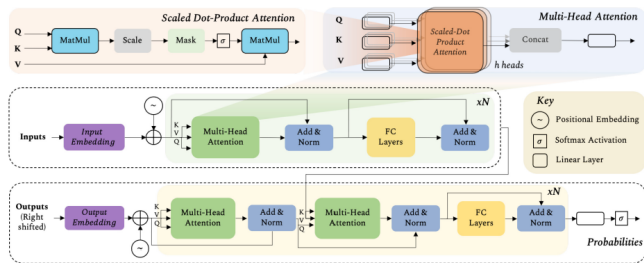 Scaled Dot-Product Attention
Q
K
V
MatMul
Scale
Mask
σ
MatMul
Multi-Head Attention
Q
K
V
Scaled-Dot
Product
Attention
h heads
Concat
Inputs
Input
Embedding
~
K
V
Q
Multi-Head
Attention
Add &
Norm
FC
Layers
Add &
Norm
xN
Key
~ Positional Embedding
σ Softmax Activation
Linear Layer
Outputs
(Right
shifted)
Output
Embedding
~
K
V
Q
Multi-Head
Attention
Add &
Norm
K
V
Q
Multi-Head
Attention
Add &
Norm
FC
Layers
Add &
Norm
xN
σ
Probabilities